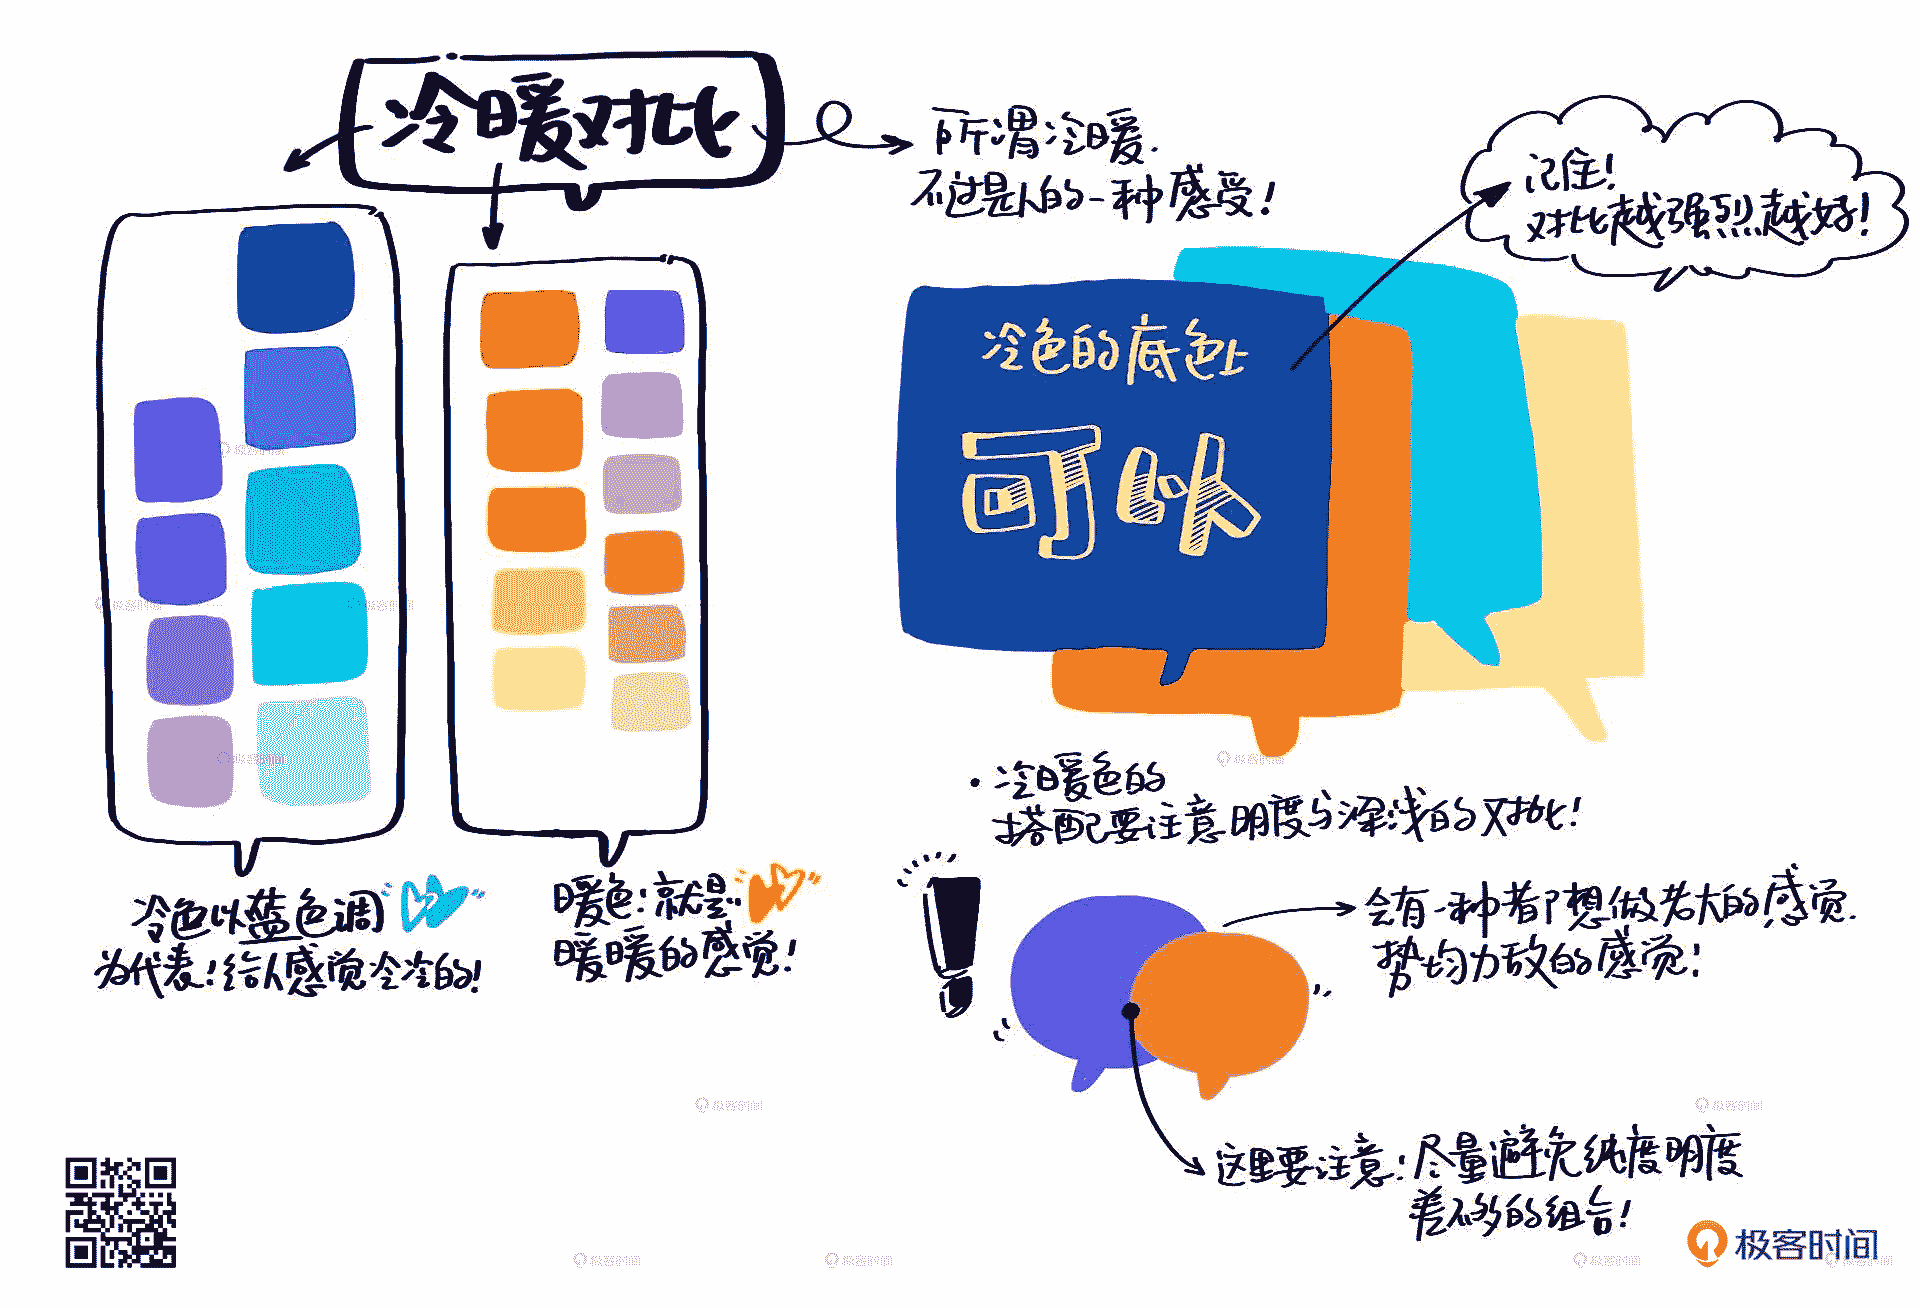 冷暖对比
所谓冷暖.
不过是人的一种感受!
记住!
对比越强烈越好!
冷色的底色上
可以
·冷暖色的
搭配要注意明度与深浅的对比!
冷色以蓝色调
为代表!给人感觉冷冷的!
暖色:就是
暖暖的感觉!
会有一种都想做老大的感觉.
势均力敌的感觉!
这里要注意:尽量避免纯度明度
差不多的组合!
极客时间